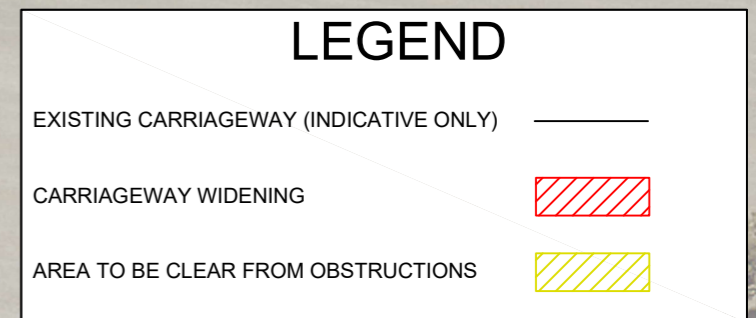 LEGEND
EXISTING CARRIAGEWAY (INDICATIVE ONLY)
CARRIAGEWAY WIDENING
AREA TO BE CLEAR FROM OBSTRUCTIONS